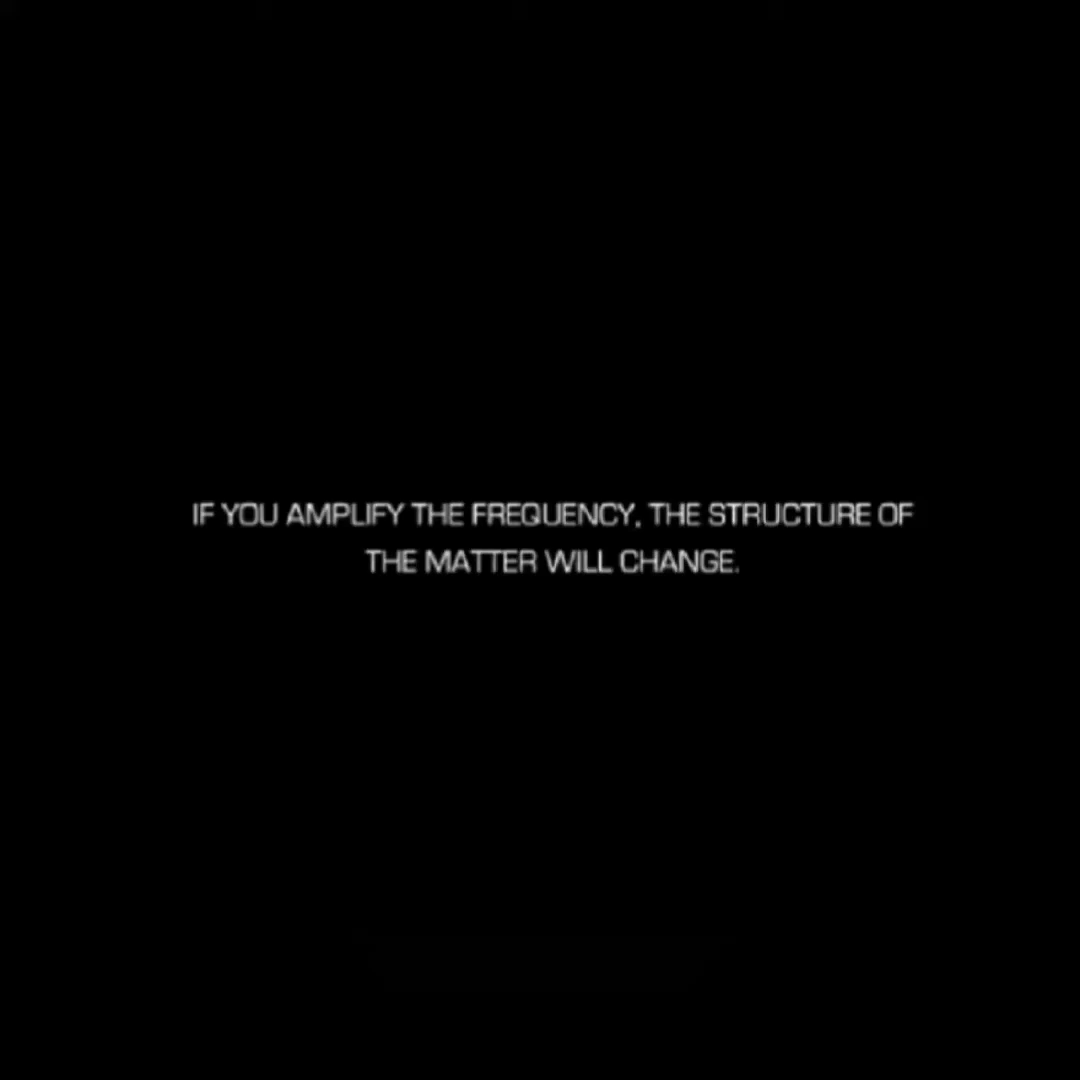 IF YOU AMPLIFY THE FREQUENCY, THE STRUCTURE OF
THE MATTER WILL CHANGE.